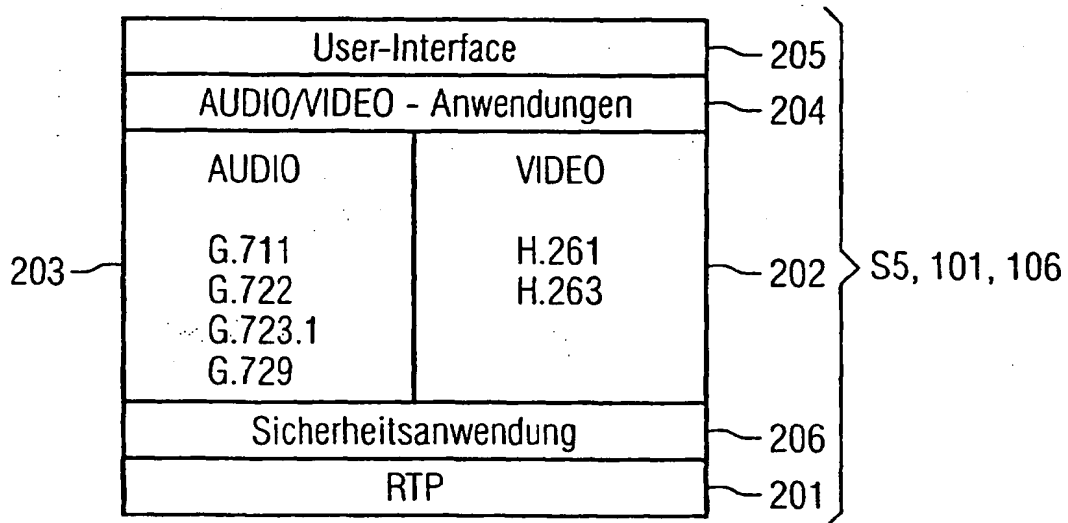 User-Interface
205
AUDIO/VIDEO - Anwendungen
204
AUDIO
VIDEO
203
G.711
G.722
G.723.1
G.729
H.261
H.263
202
S5, 101, 106
Sicherheitsanwendung
206
RTP
201